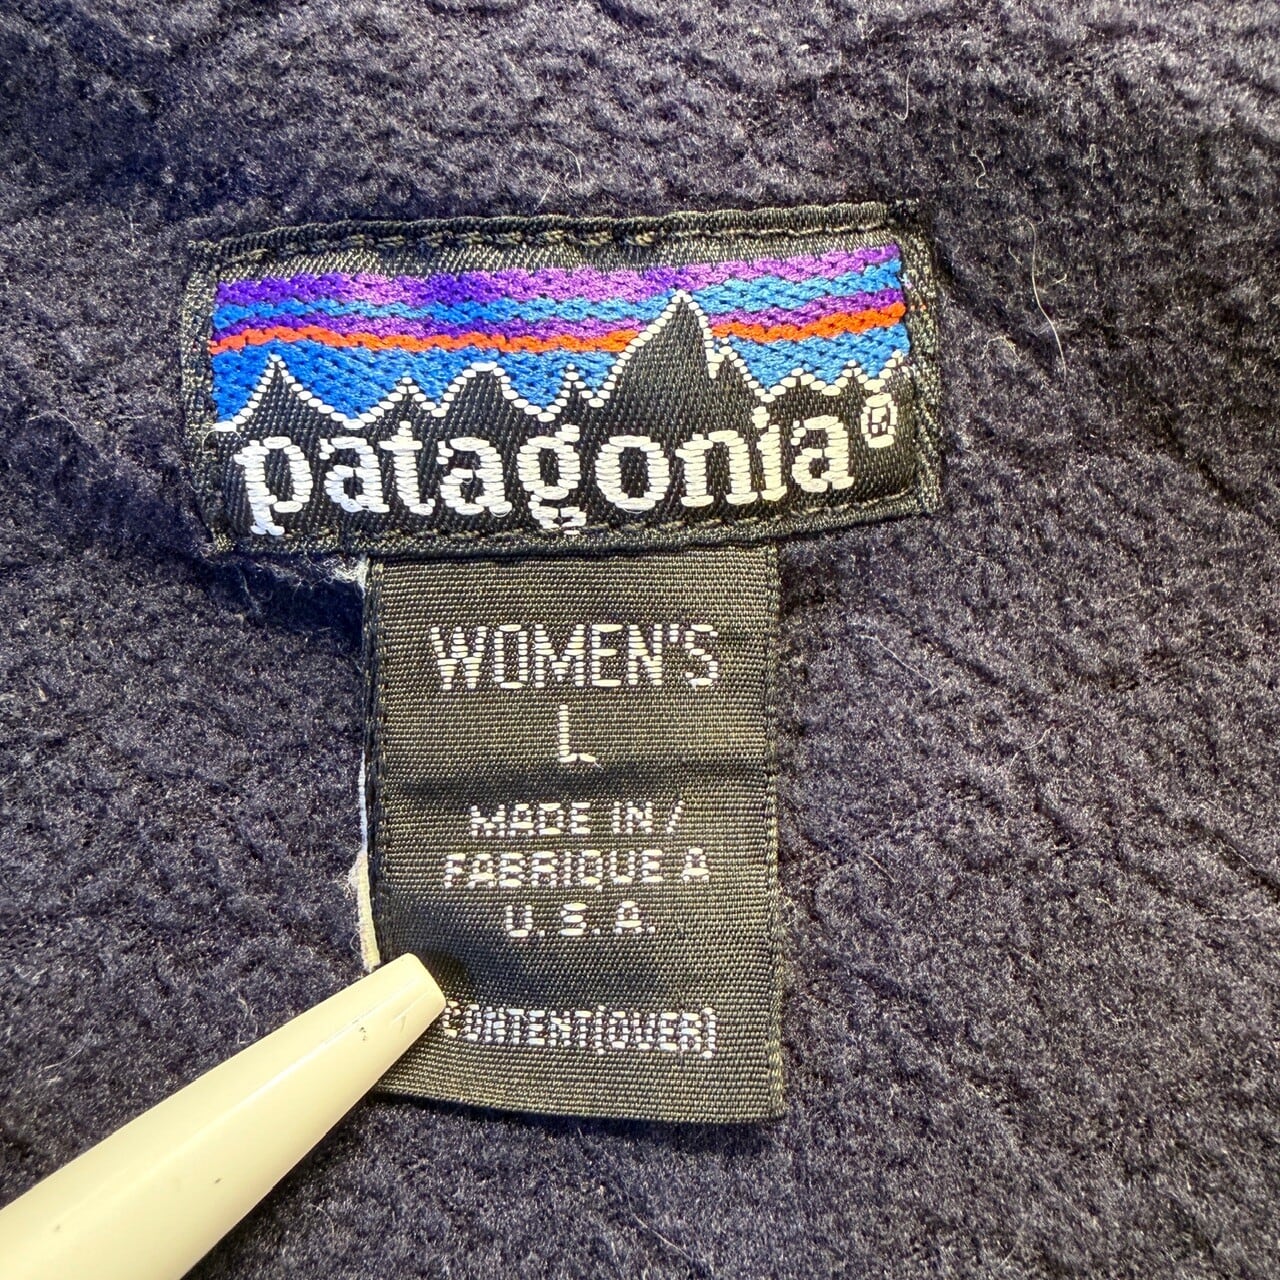 patagonia®
WOMEN'S
L
MADE IN/
FABRIQUE A
U.S.A.
(CONTENT(OVER)